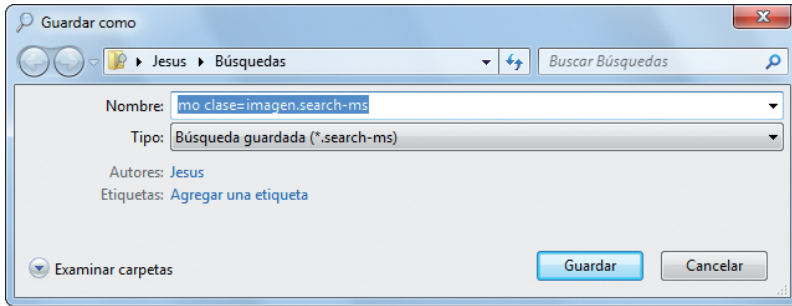 Guardar como
Jesus Búsquedas
Buscar Búsquedas
Nombre: mo clase=imagen.search-ms
Tipo: Búsqueda guardada (*.search-ms)
Autores: Jesus
Etiquetas: Agregar una etiqueta
Examinar carpetas
Guardar
Cancelar